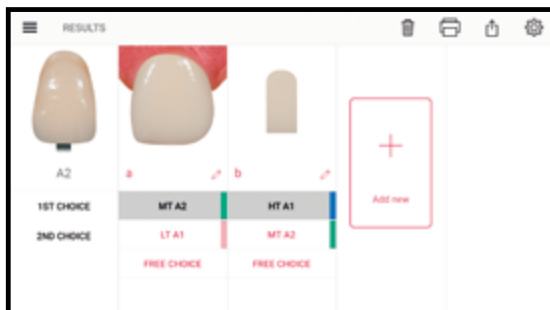 RESULTS
A2
a
b
Add new
1ST CHOICE
MT A2
HT A1
2ND CHOICE
LT A1
MT A2
FREE CHOICE
FREE CHOICE